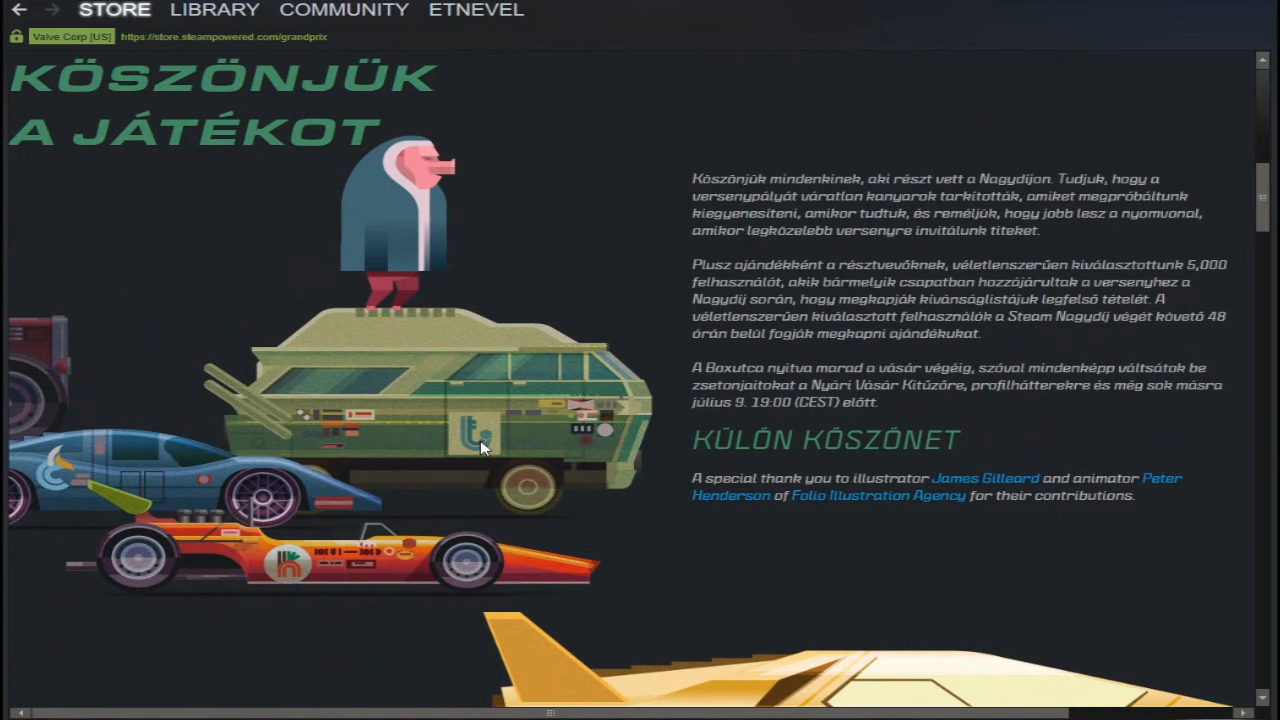 STORE LIBRARY COMMUNITY ETNEVEL
Valve Corp [US] https://store.steampowered.com/grandprix
KÖSZÖNJÜK
A JÁTÉKOT
Köszönjük mindenkinek, aki részt vett a Nagydíjon. Tudjuk, hogy a
versenypályát váratlan kanyarok tarkították, amiket megpróbáltunk
kiegyenesíteni, amikor tudtuk, és reméljük, hogy jobb lesz a nyomvonal,
amikor legközelebb versenyre invitálunk titeket.
Plusz ajándékként a résztvevőknek, véletlenszerűen kiválasztottunk 5,000
felhasználót, akik bármelyik csapatban hozzájárultak a versenyhez a
Nagydíj során, hogy megkapják kívánságlistájuk legfelső tételét. A
véletlenszerűen kiválasztott felhasználók a Steam Nagydíj végét követő 48
órán belül fogják megkapni ajándékukat.
A Boxutca nyitva marad a vásár végéig, szóval mindenképp váltsátok be
zsetonjaitokat a Nyári Vásár Kitűzőre, profilhátterekre és még sok másra
július 9. 19:00 (CEST) előtt.
KÜLÖN KÖSZÖNET
A special thank you to illustrator James Gilleard and animator Peter
Henderson of Folio Illustration Agency for their contributions.